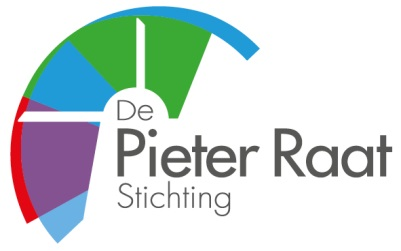 De
Pieter Raat
Stichting